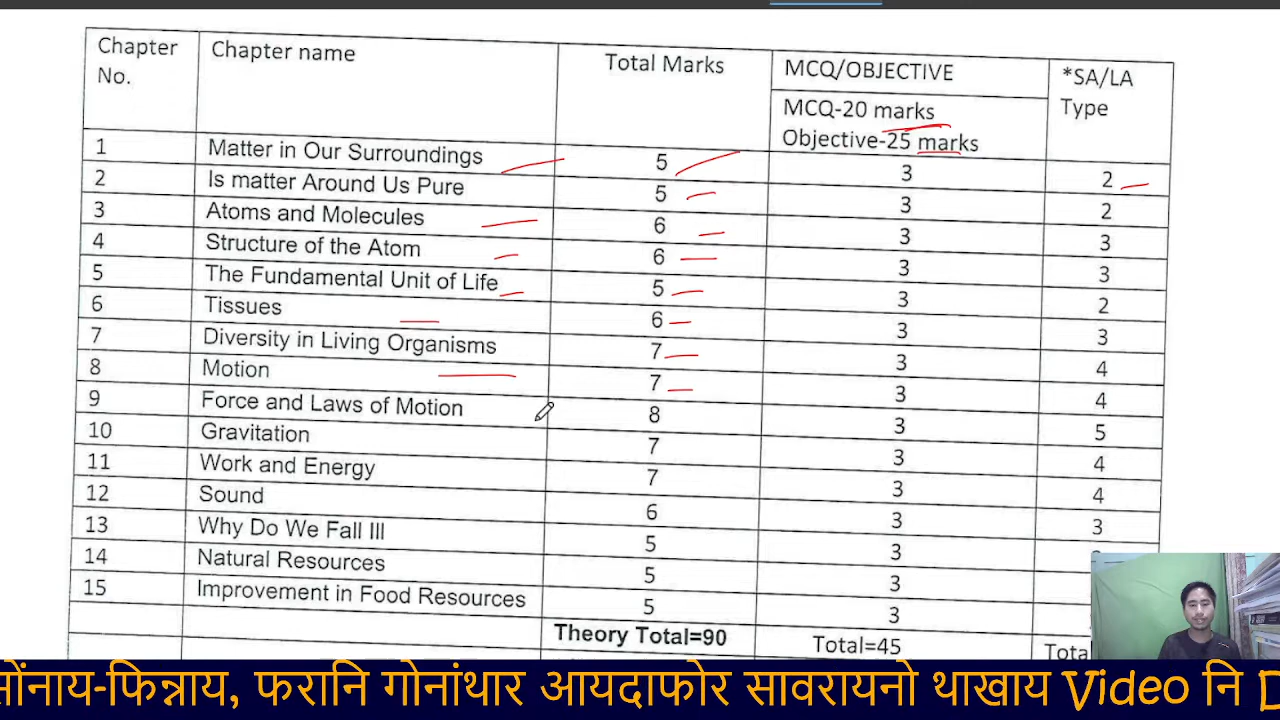 Chapter No. Chapter name Total Marks MCQ/OBJECTIVE *SA/LA Type
MCQ-20 marks
Objective-25 marks
1 Matter in Our Surroundings 5 3 2
2 Is matter Around Us Pure 5 3 2
3 Atoms and Molecules 6 3 3
4 Structure of the Atom 6 3 3
5 The Fundamental Unit of Life 5 3 2
6 Tissues 6 3 3
7 Diversity in Living Organisms 7 3 4
8 Motion 7 3 4
9 Force and Laws of Motion 8 3 5
10 Gravitation 7 3 4
11 Work and Energy 7 3 4
12 Sound 6 3 3
13 Why Do We Fall Ill 5 3
14 Natural Resources 5 3
15 Improvement in Food Resources 5 3
Theory Total=90 Total=45
सोंनाय-फिन्नाय, फरानि गोनांथार आयदाफोर सावरायनो थाखाय Video नि